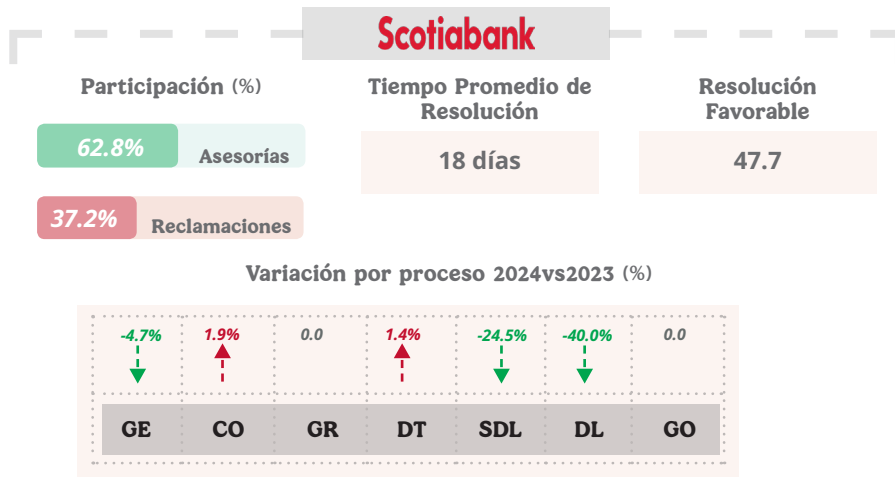 Scotiabank
Participación (%)
62.8% Asesorías
37.2% Reclamaciones
Tiempo Promedio de
Resolución
18 días
Resolución
Favorable
47.7
Variación por proceso 2024vs2023 (%)
-4.7% 1.9% 0.0 1.4% -24.5% -40.0% 0.0
GE CO GR DT SDL DL GO